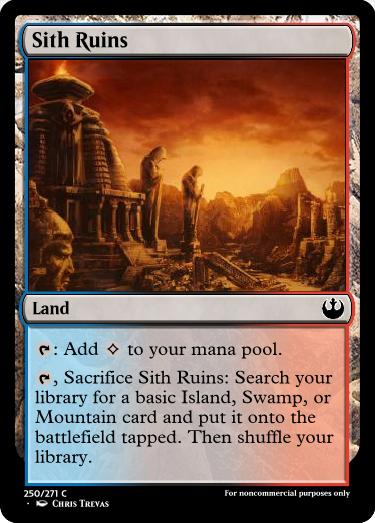 Sith Ruins
Land
: Add to your mana pool.
, Sacrifice Sith Ruins: Search your
library for a basic Island, Swamp, or
Mountain card and put it onto the
battlefield tapped. Then shuffle your
library.
250/271 C
For noncommercial purposes only
· Chris Trevas